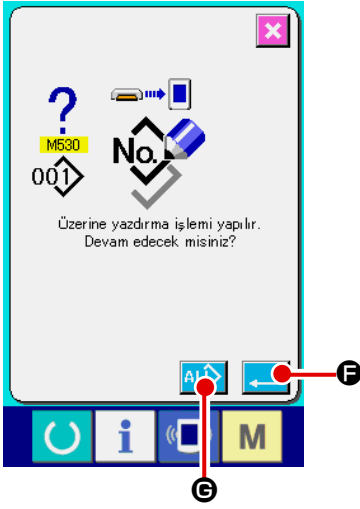 M530
No.
001
Üzerine yazdırma işlemi yapılır.
Devam edecek misiniz?
ALL
F
i
M
G